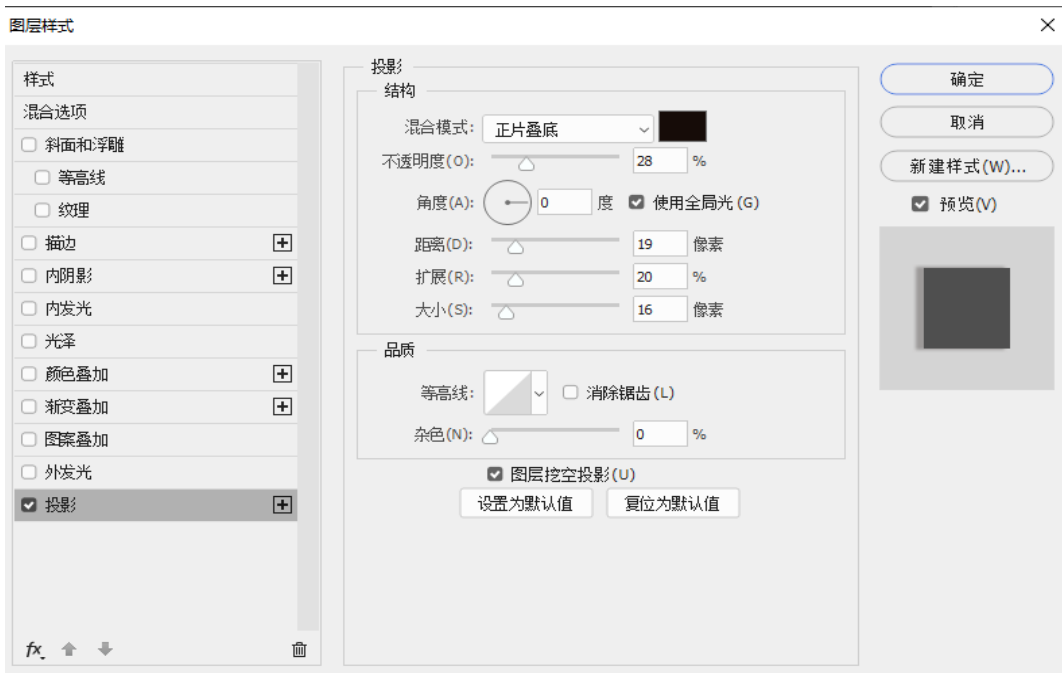 图层样式
样式
混合选项
斜面和浮雕
等高线
纹理
描边
内阴影
内发光
光泽
颜色叠加
渐变叠加
图案叠加
外发光
投影
fx
投影
结构
混合模式: 正片叠底
不透明度(O): 28 %
角度(A): 0 度 使用全局光(G)
距离(D): 19 像素
扩展(R): 20 %
大小(S): 16 像素
品质
等高线: 消除锯齿(L)
杂色(N): 0 %
图层挖空投影(U)
设置为默认值 复位为默认值
确定
取消
新建样式(W)...
预览(V)